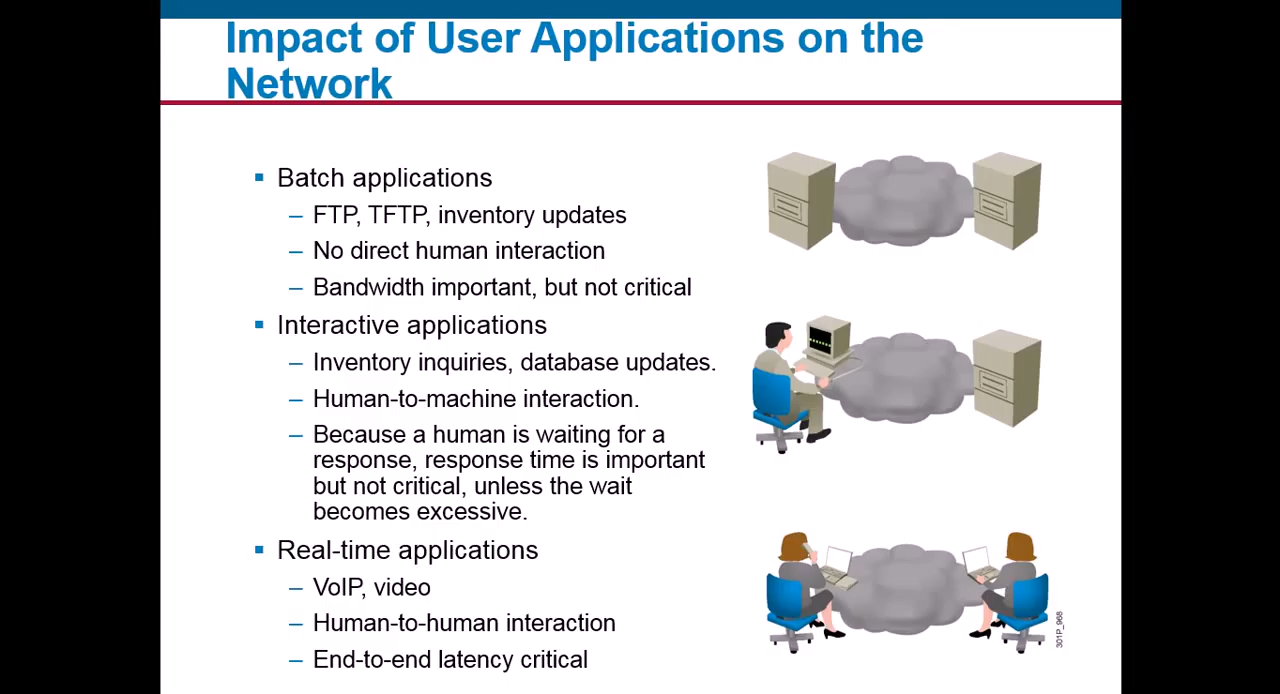 Impact of User Applications on the
Network
▪ Batch applications
– FTP, TFTP, inventory updates
– No direct human interaction
– Bandwidth important, but not critical
▪ Interactive applications
– Inventory inquiries, database updates.
– Human-to-machine interaction.
– Because a human is waiting for a
response, response time is important
but not critical, unless the wait
becomes excessive.
▪ Real-time applications
– VoIP, video
– Human-to-human interaction
– End-to-end latency critical
301P_968